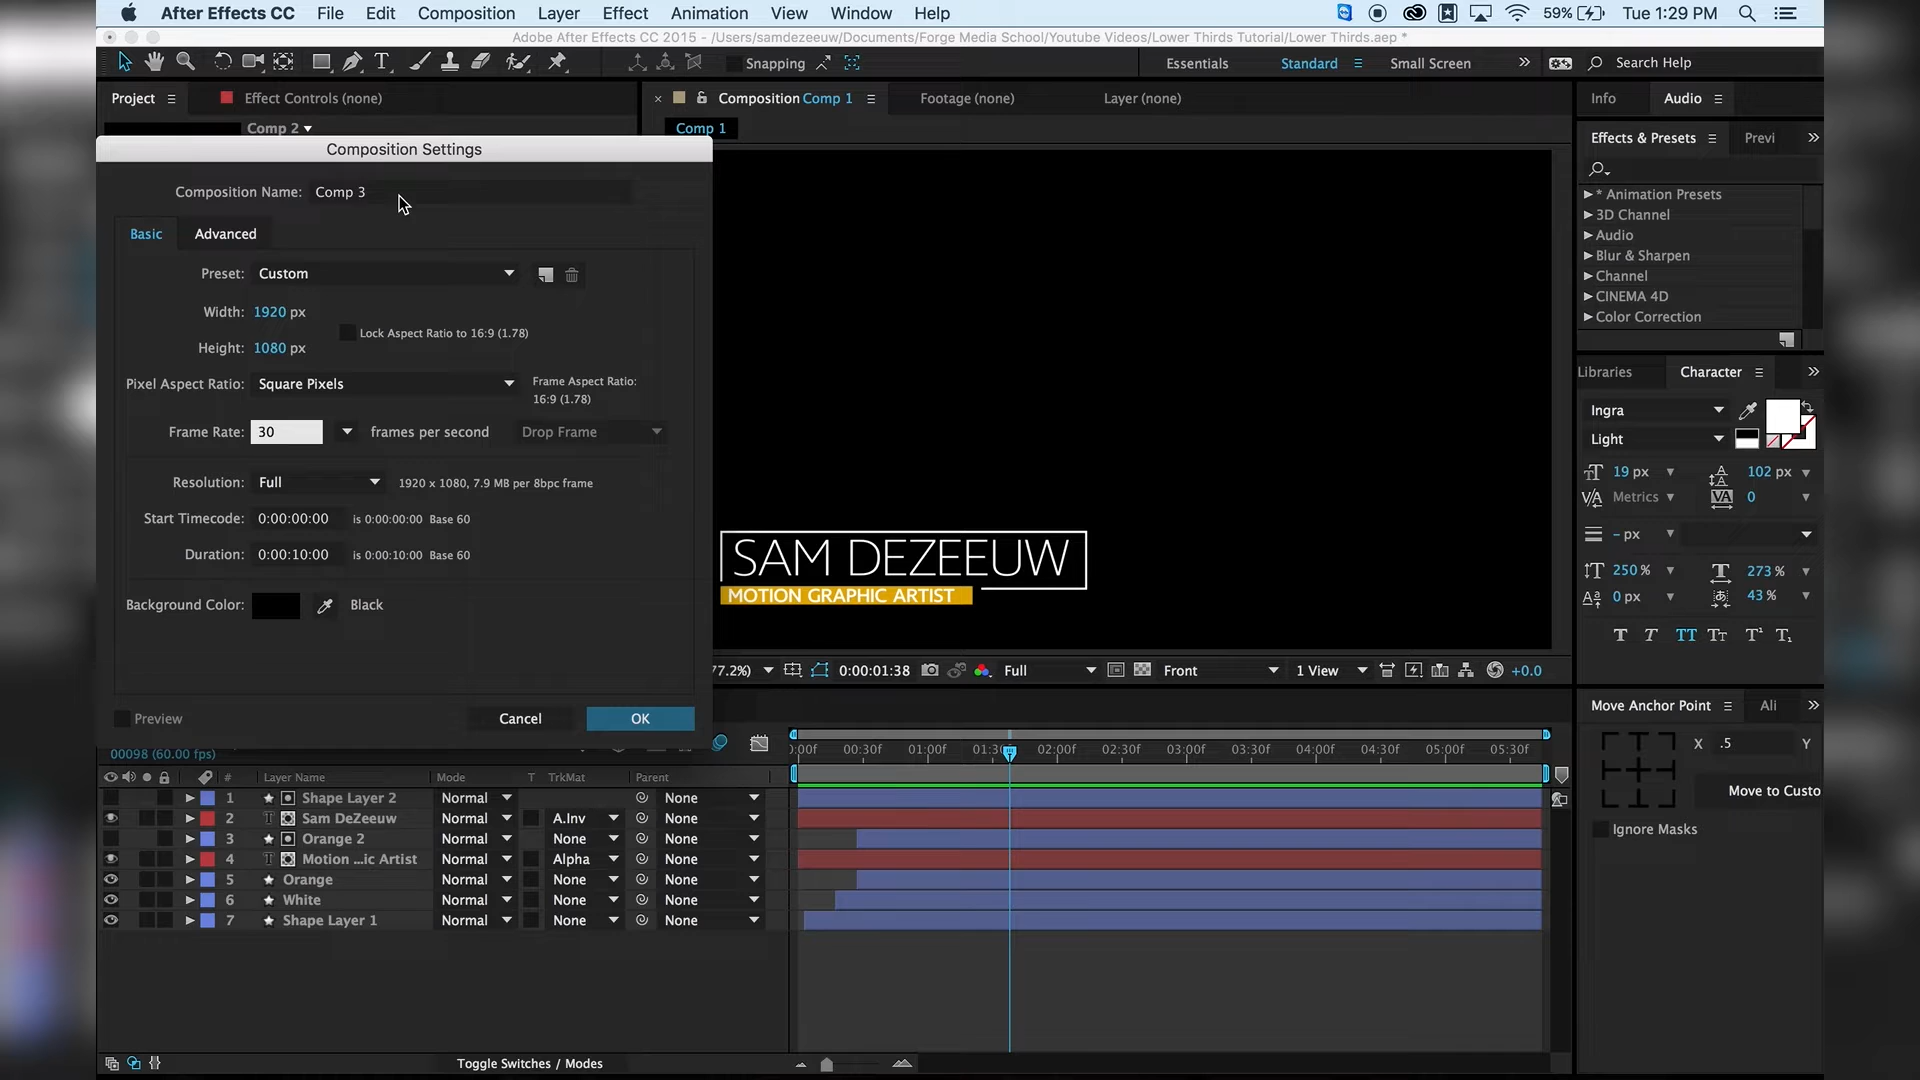 After Effects CC File Edit Composition Layer Effect Animation View Window Help 59% Tue 1:29 PM
Adobe After Effects CC 2015 - /Users/samdezeeuw/Documents/Forge Media School/Youtube Videos/Lower Thirds Tutorial/Lower Thirds.aep *
Snapping Essentials Standard Small Screen Search Help
Project Effect Controls (none) Composition Comp 1 Footage (none) Layer (none) Info Audio
Comp 2 Comp 1
Effects & Presets Previ
Composition Settings
Composition Name: Comp 3
Basic Advanced
Preset: Custom
Width: 1920 px
Lock Aspect Ratio to 16:9 (1.78)
Height: 1080 px
Pixel Aspect Ratio: Square Pixels
Frame Aspect Ratio:
16:9 (1.78)
Frame Rate: 30 frames per second Drop Frame
Resolution: Full 1920 x 1080, 7.9 MB per 8bpc frame
Start Timecode: 0:00:00:00 is 0:00:00:00 Base 60
Duration: 0:00:10:00 is 0:00:10:00 Base 60
Background Color: Black
Preview Cancel OK
SAM DEZEEUW
MOTION GRAPHIC ARTIST
7.2%) 0:00:01:38 Full Front 1 View +0.0
* Animation Presets
3D Channel
Audio
Blur & Sharpen
Channel
CINEMA 4D
Color Correction
Libraries Character
Ingra
Light
19 px 102 px
Metrics 0
- px
250 % 273 %
0 px 43 %
T T TT TT T¹ T₁
Move Anchor Point Ali
X .5 Y
Move to Custo
Ignore Masks
00098 (60.00 fps)
):00f 00:30f 01:00f 01:30 02:00f 02:30f 03:00f 03:30f 04:00f 04:30f 05:00f 05:30f
# Layer Name Mode T TrkMat Parent
1 Shape Layer 2 Normal None
2 Sam DeZeeuw Normal A.Inv None
3 Orange 2 Normal None None
4 Motion ...ic Artist Normal Alpha None
5 Orange Normal None None
6 White Normal None None
7 Shape Layer 1 Normal None None
Toggle Switches / Modes